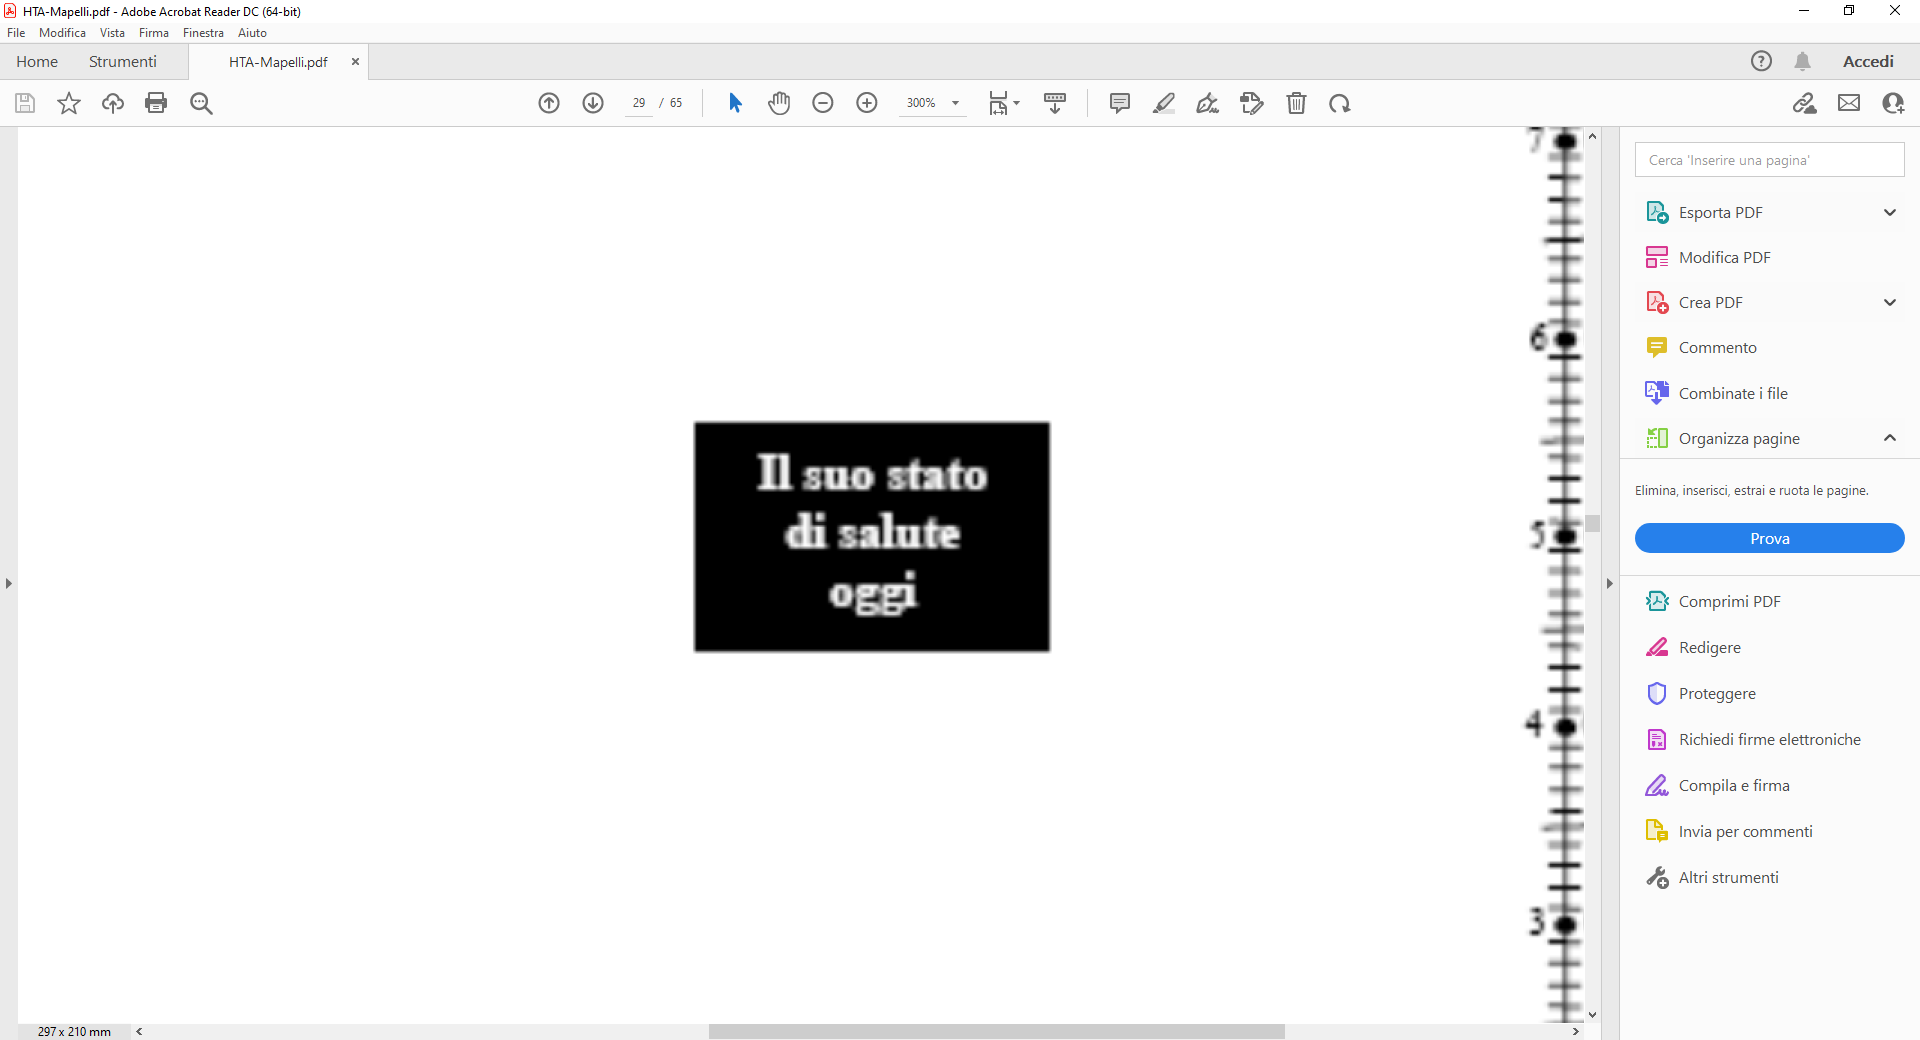 HTA-Mapelli.pdf - Adobe Acrobat Reader DC (64-bit)
File Modifica Vista Firma Finestra Aiuto
Home Strumenti HTA-Mapelli.pdf Accedi
29 / 65 300%
Cerca 'Inserire una pagina'
Esporta PDF
Modifica PDF
Crea PDF
Commento
Combinate i file
Organizza pagine
Elimina, inserisci, estrai e ruota le pagine.
Prova
Comprimi PDF
Redigere
Proteggere
Richiedi firme elettroniche
Compila e firma
Invia per commenti
Altri strumenti
7
6
5
4
3
Il suo stato
di salute
oggi
297 x 210 mm